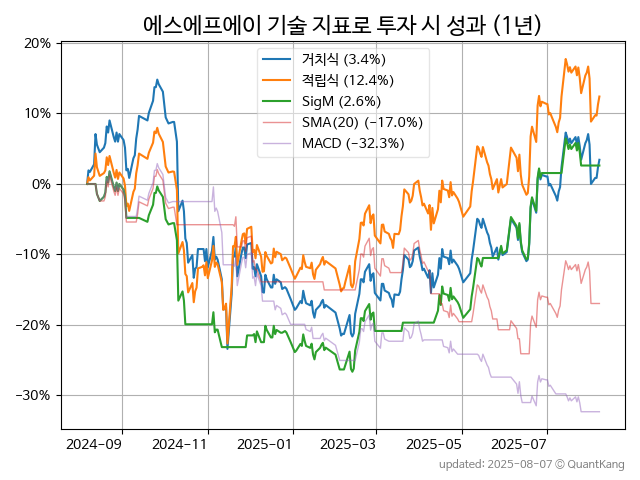 에스에프에이 기술 지표로 투자 시 성과 (1년)
거치식 (3.4%)
적립식 (12.4%)
SigM (2.6%)
SMA(20) (−17.0%)
MACD (−32.3%)
20%
10%
0%
−10%
−20%
−30%
2024-09 2024-11 2025-01 2025-03 2025-05 2025-07
updated: 2025-08-07 © QuantKang